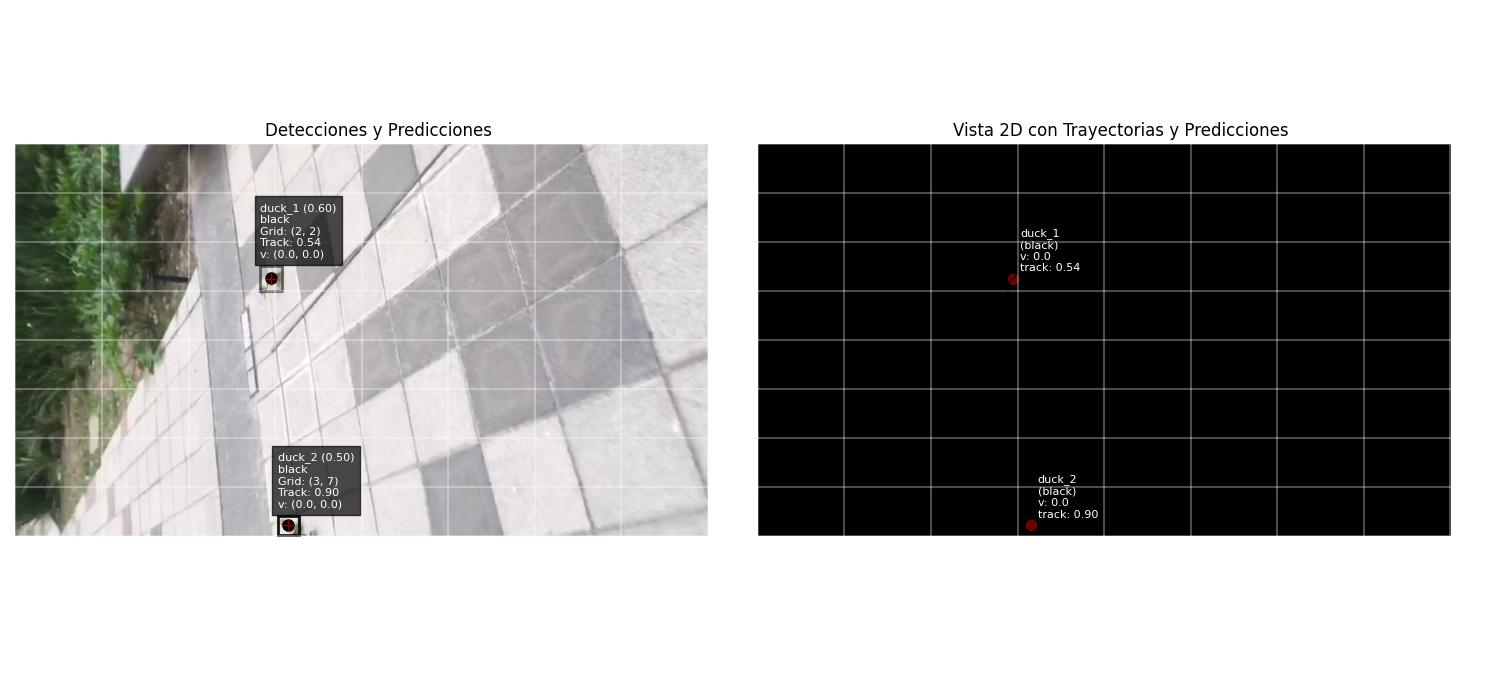 Detecciones y Predicciones
duck_1 (0.60)
black
Grid: (2, 2)
Track: 0.54
v: (0.0, 0.0)
duck_2 (0.50)
black
Grid: (3, 7)
Track: 0.90
v: (0.0, 0.0)
Vista 2D con Trayectorias y Predicciones
duck_1
(black)
v: 0.0
track: 0.54
duck_2
(black)
v: 0.0
track: 0.90